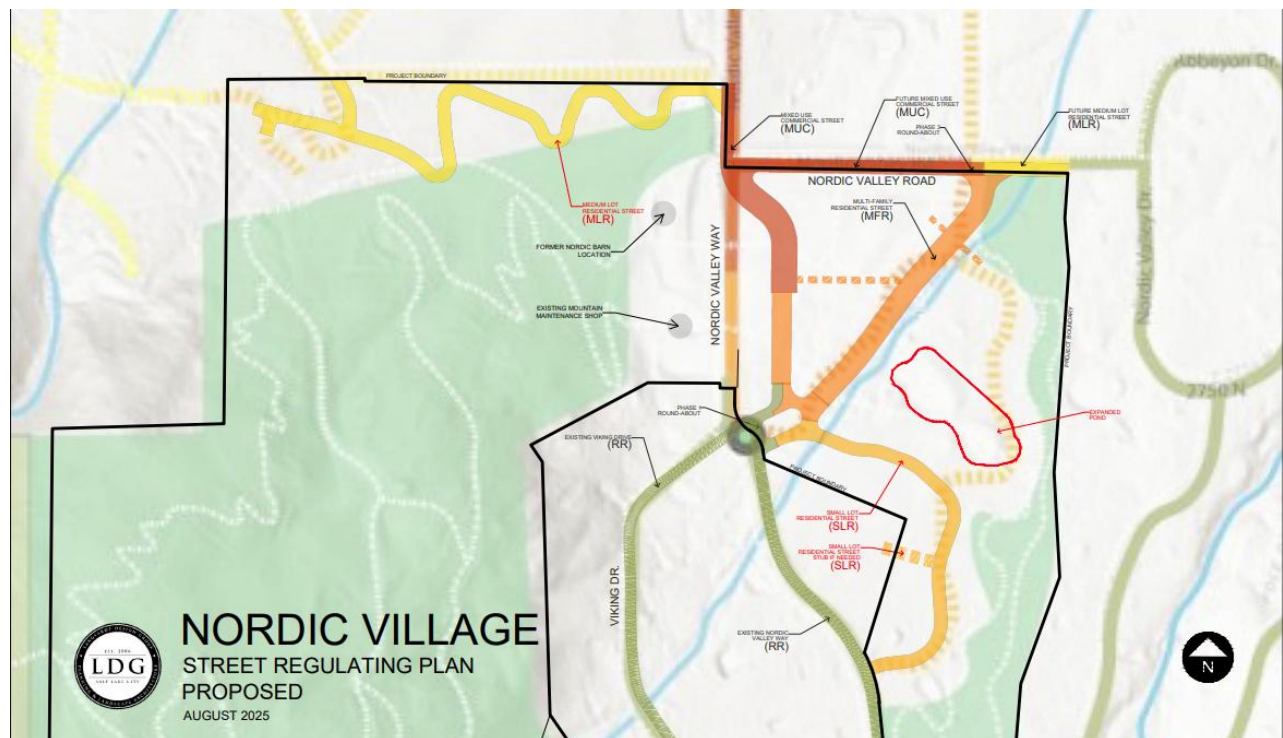 PROJECT BOUNDARY
Abbeyon Dr.
MIXED USE
COMMERCIAL STREET
(MUC)
FUTURE MIXED USE
COMMERCIAL STREET
(MUC)
PHASE 2
ROUND-ABOUT
FUTURE MEDIUM LOT
RESIDENTIAL STREET
(MLR)
NORDIC VALLEY ROAD
MULTI-FAMILY
RESIDENTIAL STREET
(MFR)
MEDIUM LOT
RESIDENTIAL STREET
(MLR)
FORMER NORDIC BARN
LOCATION
NORDIC VALLEY WAY
EXISTING MOUNTAIN
MAINTENANCE SHOP
Nordic Valley Dr.
PROJECT BOUNDARY
2750 N
PHASE 1
ROUND-ABOUT
EXPANDED
POND
EXISTING VIKING DRIVE
(RR)
PROJECT BOUNDARY
SMALL LOT
RESIDENTIAL STREET
(SLR)
SMALL LOT
RESIDENTIAL STREET
STUB IF NEEDED
(SLR)
VIKING DR.
EXISTING NORDIC
VALLEY WAY
(RR)
NORDIC VILLAGE
STREET REGULATING PLAN
PROPOSED
AUGUST 2025
EST. 1996
LDG
SALT LAKE CITY
N